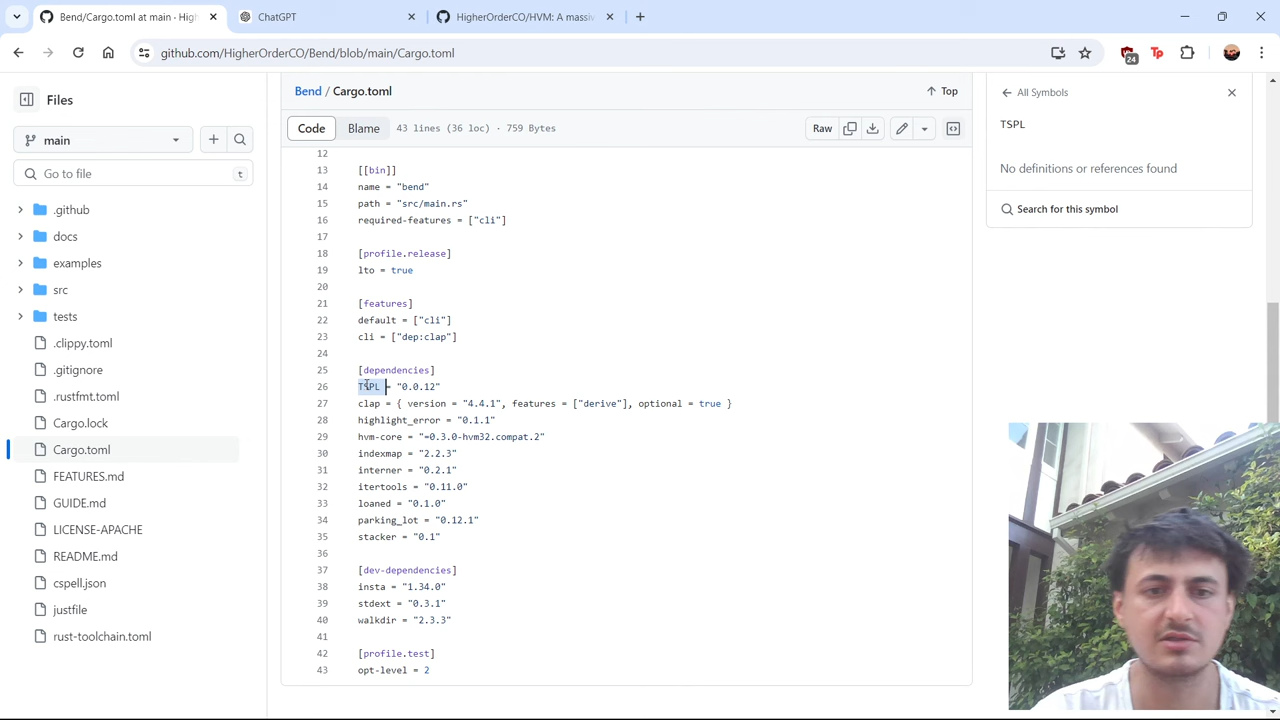 Bend/Cargo.toml at main · High
ChatGPT
HigherOrderCO/HVM: A massiv
github.com/HigherOrderCO/Bend/blob/main/Cargo.toml
24
Tp
Files
main
Go to file
t
.github
docs
examples
src
tests
.clippy.toml
.gitignore
.rustfmt.toml
Cargo.lock
Cargo.toml
FEATURES.md
GUIDE.md
LICENSE-APACHE
README.md
cspell.json
justfile
rust-toolchain.toml
Bend / Cargo.toml
Top
Code
Blame
43 lines (36 loc) · 759 Bytes
Raw
12
13 [[bin]]
14 name = "bend"
15 path = "src/main.rs"
16 required-features = ["cli"]
17
18 [profile.release]
19 lto = true
20
21 [features]
22 default = ["cli"]
23 cli = ["dep:clap"]
24
25 [dependencies]
26 TSPL = "0.0.12"
27 clap = { version = "4.4.1", features = ["derive"], optional = true }
28 highlight_error = "0.1.1"
29 hvm-core = "=0.3.0-hvm32.compat.2"
30 indexmap = "2.2.3"
31 interner = "0.2.1"
32 itertools = "0.11.0"
33 loaned = "0.1.0"
34 parking_lot = "0.12.1"
35 stacker = "0.1"
36
37 [dev-dependencies]
38 insta = "1.34.0"
39 stdext = "0.3.1"
40 walkdir = "2.3.3"
41
42 [profile.test]
43 opt-level = 2
All Symbols
TSPL
No definitions or references found
Search for this symbol